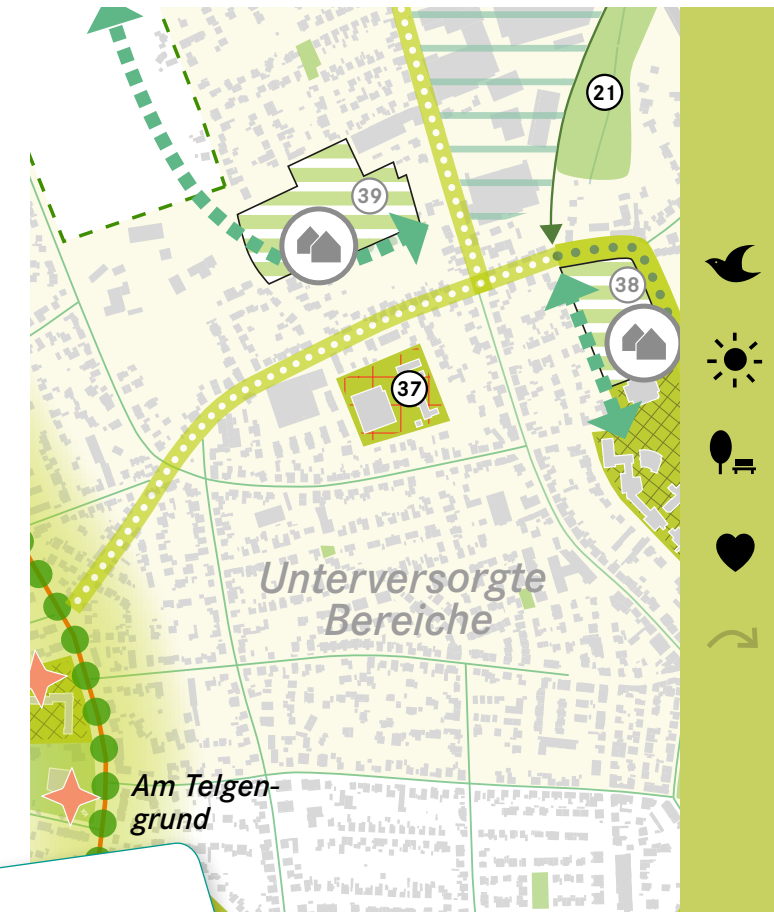 21
39
38
37
Unterversorgte
Bereiche
Am Telgen-
grund